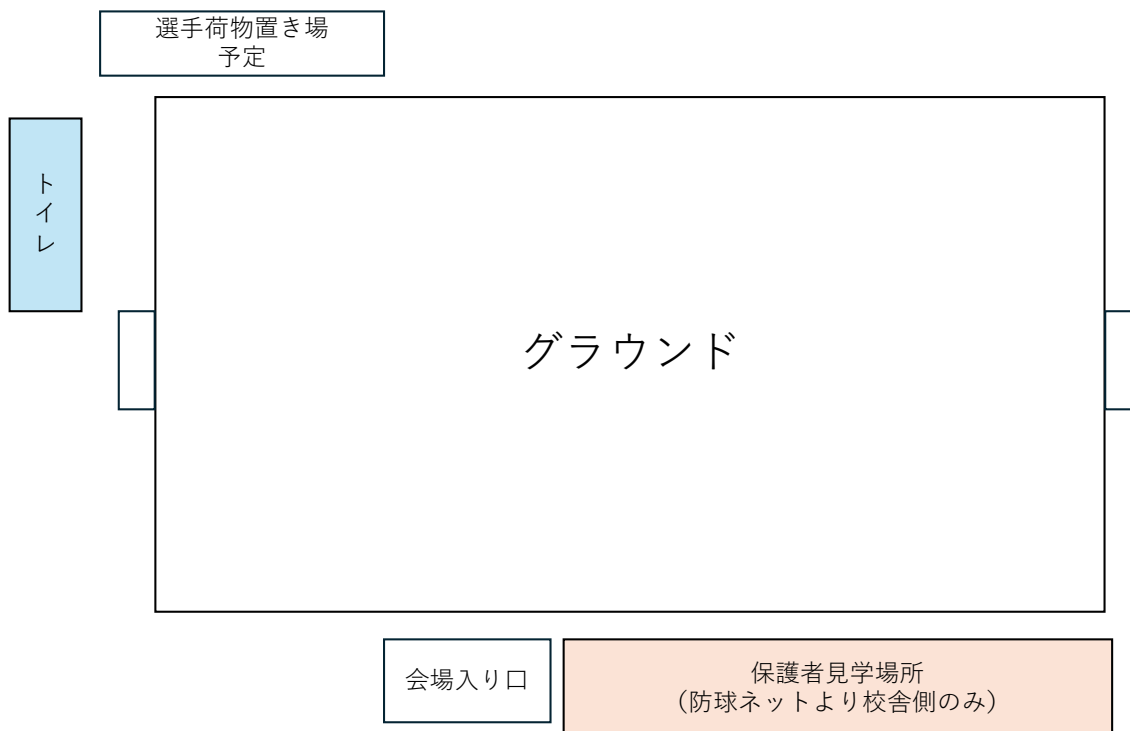 選手荷物置き場
予定
トイレ
グラウンド
会場入り口
保護者見学場所
（防球ネットより校舎側のみ）